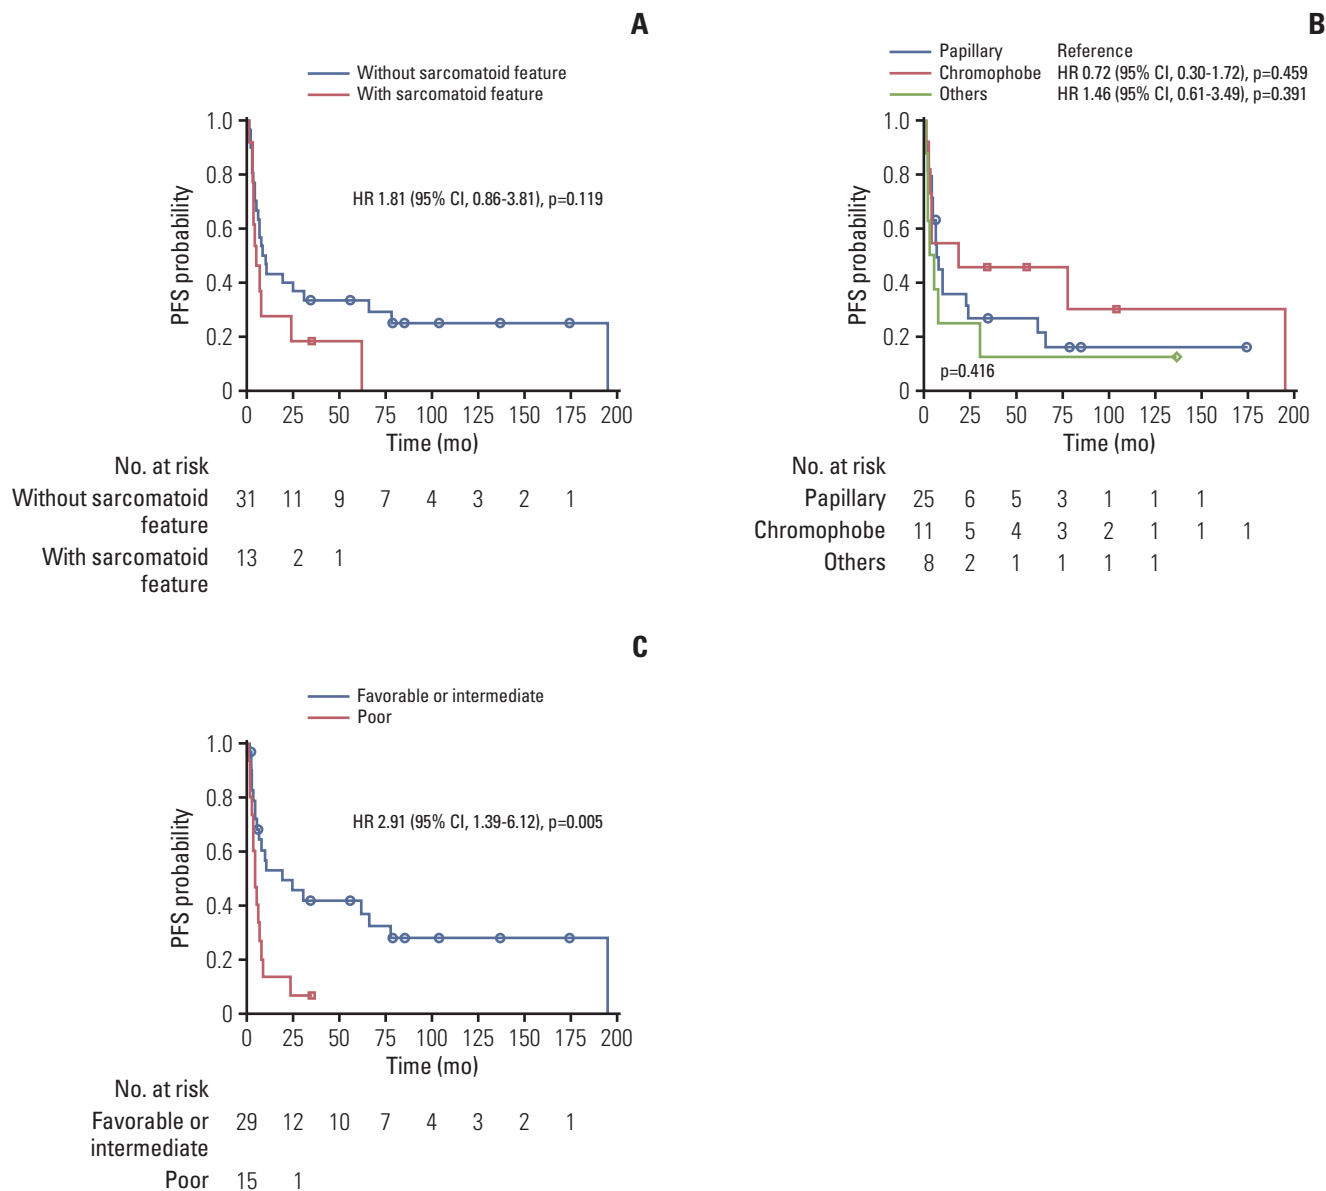 A
Without sarcomatoid feature
With sarcomatoid feature
1.0
0.8
0.6
0.4
0.2
0
PFS probability
HR 1.81 (95% CI, 0.86-3.81), p=0.119
0 25 50 75 100 125 150 175 200
Time (mo)
No. at risk
Without sarcomatoid 31 11 9 7 4 3 2 1
feature
With sarcomatoid 13 2 1
feature
B
Papillary Reference
Chromophobe HR 0.72 (95% CI, 0.30-1.72), p=0.459
Others HR 1.46 (95% CI, 0.61-3.49), p=0.391
1.0
0.8
0.6
0.4
0.2
0
PFS probability
p=0.416
0 25 50 75 100 125 150 175 200
Time (mo)
No. at risk
Papillary 25 6 5 3 1 1 1
Chromophobe 11 5 4 3 2 1 1 1
Others 8 2 1 1 1 1
C
Favorable or intermediate
Poor
1.0
0.8
0.6
0.4
0.2
0
PFS probability
HR 2.91 (95% CI, 1.39-6.12), p=0.005
0 25 50 75 100 125 150 175 200
Time (mo)
No. at risk
Favorable or 29 12 10 7 4 3 2 1
intermediate
Poor 15 1